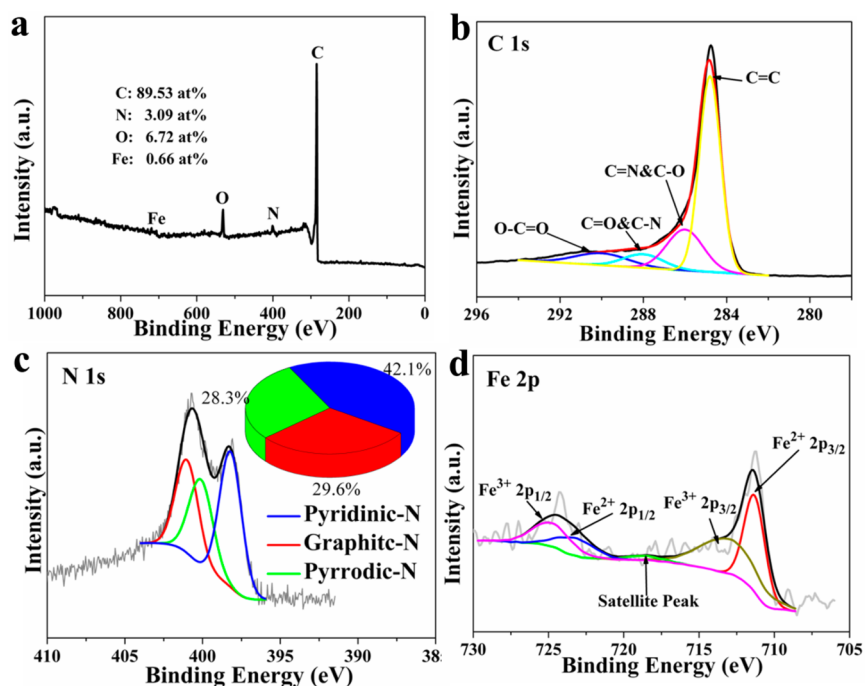 a
Intensity (a.u.)
C: 89.53 at%
N: 3.09 at%
O: 6.72 at%
Fe: 0.66 at%
C
O
N
Fe
1000 800 600 400 200 0
Binding Energy (eV)
b
C 1s
Intensity (a.u.)
C=C
C=N&C-O
C=O&C-N
O-C=O
296 292 288 284 280
Binding Energy (eV)
c
N 1s
Intensity (a.u.)
28.3%
42.1%
29.6%
Pyridinic-N
Graphitc-N
Pyrrodic-N
410 405 400 395 390 385
Binding Energy (eV)
d
Fe 2p
Intensity (a.u.)
Fe2+ 2p3/2
Fe3+ 2p3/2
Fe3+ 2p1/2
Fe2+ 2p1/2
Satellite Peak
730 725 720 715 710 705
Binding Energy (eV)